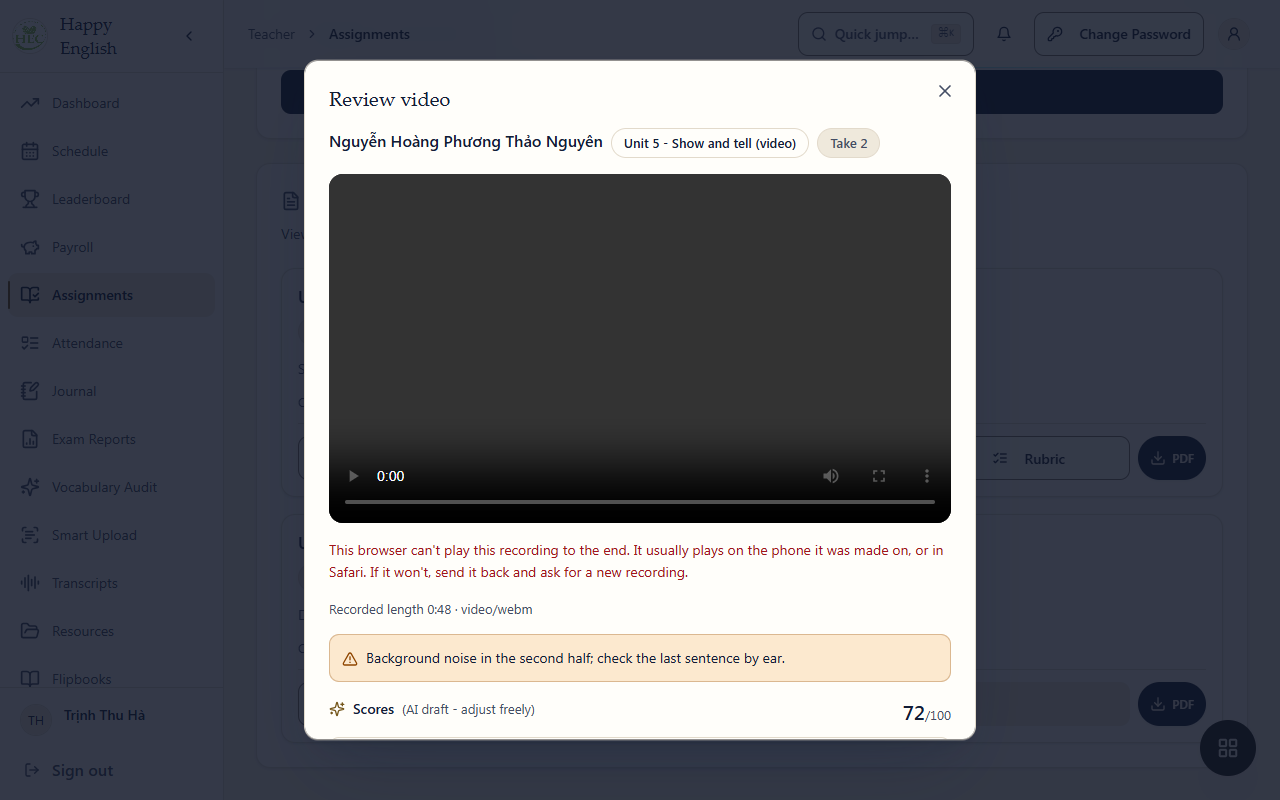 Happy
English
Teacher
Assignments
Quick jump...
⌘K
Change Password
Dashboard
Schedule
Leaderboard
Payroll
Assignments
Attendance
Journal
Exam Reports
Vocabulary Audit
Smart Upload
Transcripts
Resources
Flipbooks
TH
Trịnh Thu Hà
Sign out
Review video
Nguyễn Hoàng Phương Thảo Nguyên
Unit 5 - Show and tell (video)
Take 2
0:00
This browser can't play this recording to the end. It usually plays on the phone it was made on, or in
Safari. If it won't, send it back and ask for a new recording.
Recorded length 0:48 · video/webm
Background noise in the second half; check the last sentence by ear.
Scores (AI draft - adjust freely)
72/100
Rubric
PDF
PDF